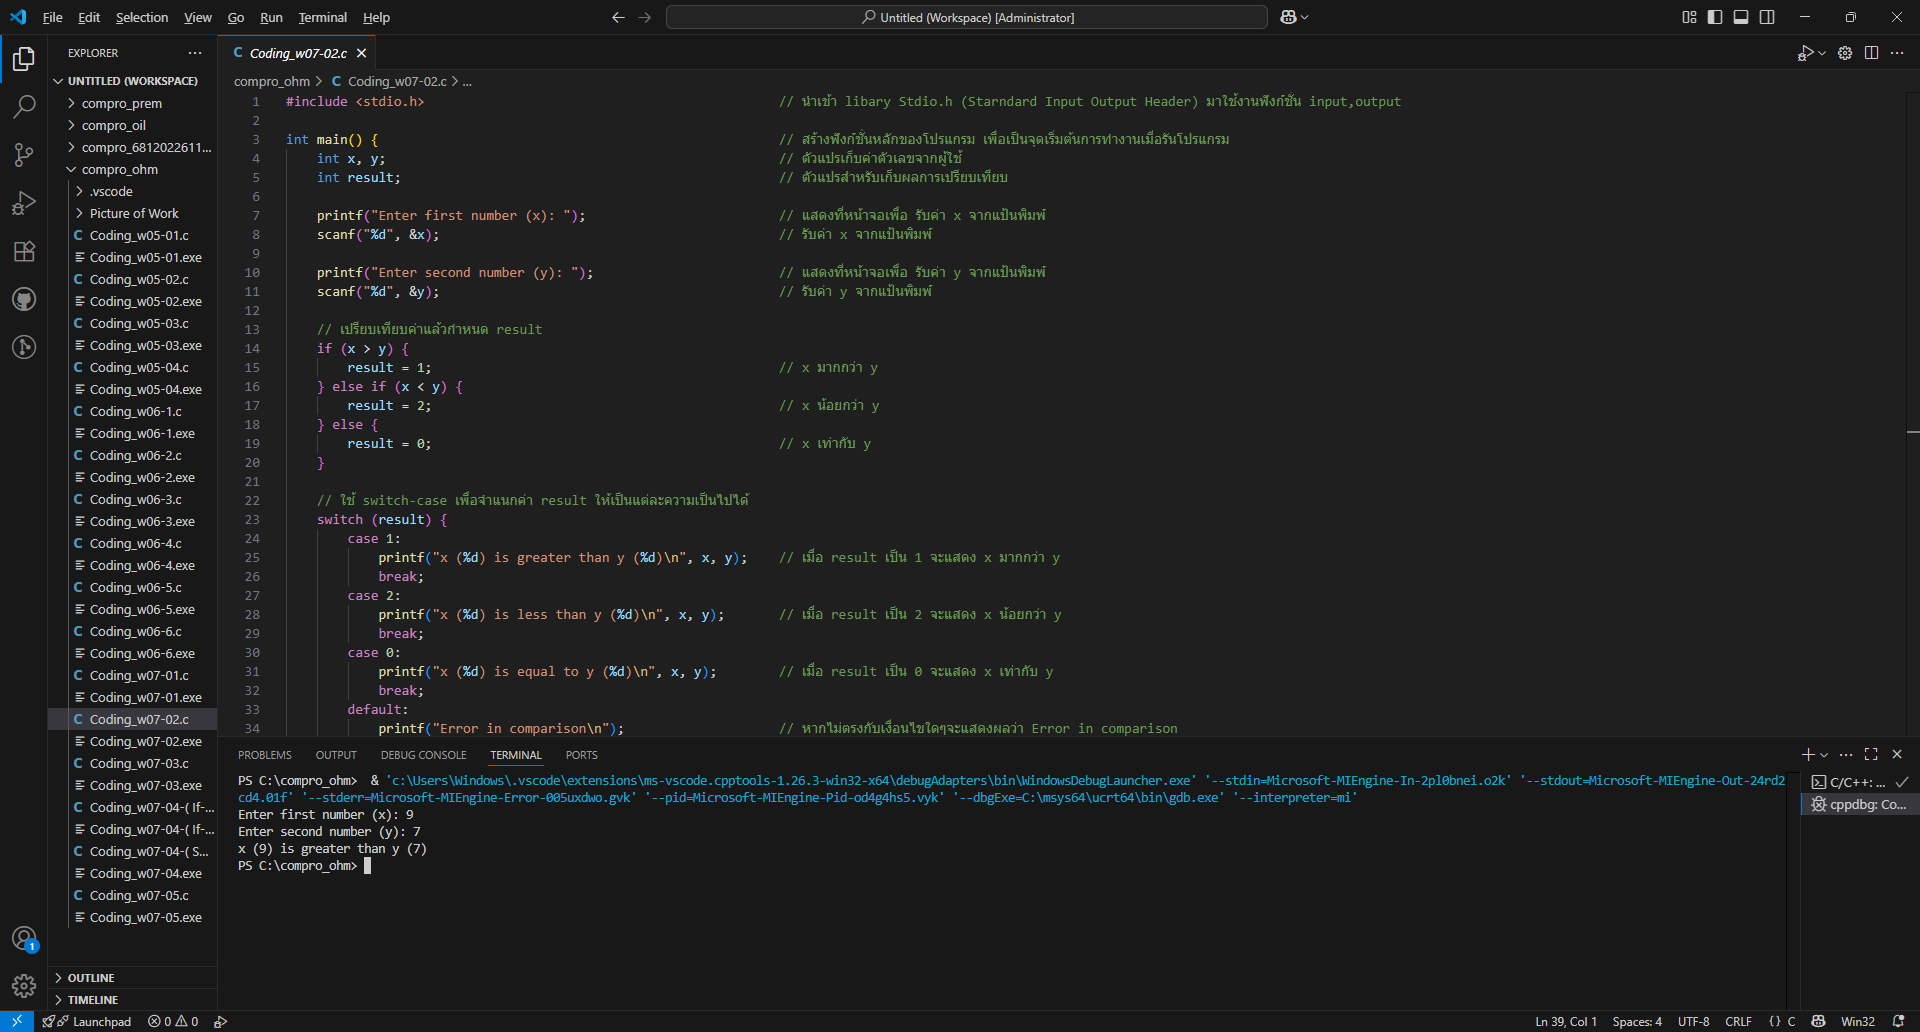 File Edit Selection View Go Run Terminal Help
Untitled (Workspace) [Administrator]
EXPLORER
UNTITLED (WORKSPACE)
compro_prem
compro_oil
compro_6812022611...
compro_ohm
.vscode
Picture of Work
C Coding_w05-01.c
Coding_w05-01.exe
C Coding_w05-02.c
Coding_w05-02.exe
C Coding_w05-03.c
Coding_w05-03.exe
C Coding_w05-04.c
Coding_w05-04.exe
C Coding_w06-1.c
Coding_w06-1.exe
C Coding_w06-2.c
Coding_w06-2.exe
C Coding_w06-3.c
Coding_w06-3.exe
C Coding_w06-4.c
Coding_w06-4.exe
C Coding_w06-5.c
Coding_w06-5.exe
C Coding_w06-6.c
Coding_w06-6.exe
C Coding_w07-01.c
Coding_w07-01.exe
C Coding_w07-02.c
Coding_w07-02.exe
C Coding_w07-03.c
Coding_w07-03.exe
C Coding_w07-04-( If-...
Coding_w07-04-( If-...
C Coding_w07-04-( S...
Coding_w07-04.exe
C Coding_w07-05.c
Coding_w07-05.exe
OUTLINE
TIMELINE
C Coding_w07-02.c
compro_ohm > C Coding_w07-02.c > ...
1 #include <stdio.h> // นำเข้า libary Stdio.h (Starndard Input Output Header) มาใช้งานฟังก์ชัน input,output
2
3 int main() { // สร้างฟังก์ชันหลักของโปรแกรม เพื่อเป็นจุดเริ่มต้นการทำงานเมื่อรันโปรแกรม
4 int x, y; // ตัวแปรเก็บค่าตัวเลขจากผู้ใช้
5 int result; // ตัวแปรสำหรับเก็บผลการเปรียบเทียบ
6
7 printf("Enter first number (x): "); // แสดงที่หน้าจอเพื่อ รับค่า x จากแป้นพิมพ์
8 scanf("%d", &x); // รับค่า x จากแป้นพิมพ์
9
10 printf("Enter second number (y): "); // แสดงที่หน้าจอเพื่อ รับค่า y จากแป้นพิมพ์
11 scanf("%d", &y); // รับค่า y จากแป้นพิมพ์
12
13 // เปรียบเทียบค่าแล้วกำหนด result
14 if (x > y) {
15 result = 1; // x มากกว่า y
16 } else if (x < y) {
17 result = 2; // x น้อยกว่า y
18 } else {
19 result = 0; // x เท่ากับ y
20 }
21
22 // ใช้ switch-case เพื่อจำแนกค่า result ให้เป็นแต่ละความเป็นไปได้
23 switch (result) {
24 case 1:
25 printf("x (%d) is greater than y (%d)\n", x, y); // เมื่อ result เป็น 1 จะแสดง x มากกว่า y
26 break;
27 case 2:
28 printf("x (%d) is less than y (%d)\n", x, y); // เมื่อ result เป็น 2 จะแสดง x น้อยกว่า y
29 break;
30 case 0:
31 printf("x (%d) is equal to y (%d)\n", x, y); // เมื่อ result เป็น 0 จะแสดง x เท่ากับ y
32 break;
33 default:
34 printf("Error in comparison\n"); // หากไม่ตรงกับเงื่อนไขใดๆจะแสดงผลว่า Error in comparison
PROBLEMS OUTPUT DEBUG CONSOLE TERMINAL PORTS
PS C:\compro_ohm> & 'c:\Users\Windows\.vscode\extensions\ms-vscode.cpptools-1.26.3-win32-x64\debugAdapters\bin\WindowsDebugLauncher.exe' '--stdin=Microsoft-MIEngine-In-2pl0bnei.o2k' '--stdout=Microsoft-MIEngine-Out-24rd2
cd4.01f' '--stderr=Microsoft-MIEngine-Error-005uxdwo.gvk' '--pid=Microsoft-MIEngine-Pid-od4g4hs5.vyk' '--dbgExe=C:\msys64\ucrt64\bin\gdb.exe' '--interpreter=mi'
Enter first number (x): 9
Enter second number (y): 7
x (9) is greater than y (7)
PS C:\compro_ohm>
C/C++: ...
cppdbg: Co...
1
Launchpad 0 0
Ln 39, Col 1 Spaces: 4 UTF-8 CRLF {} C Win32